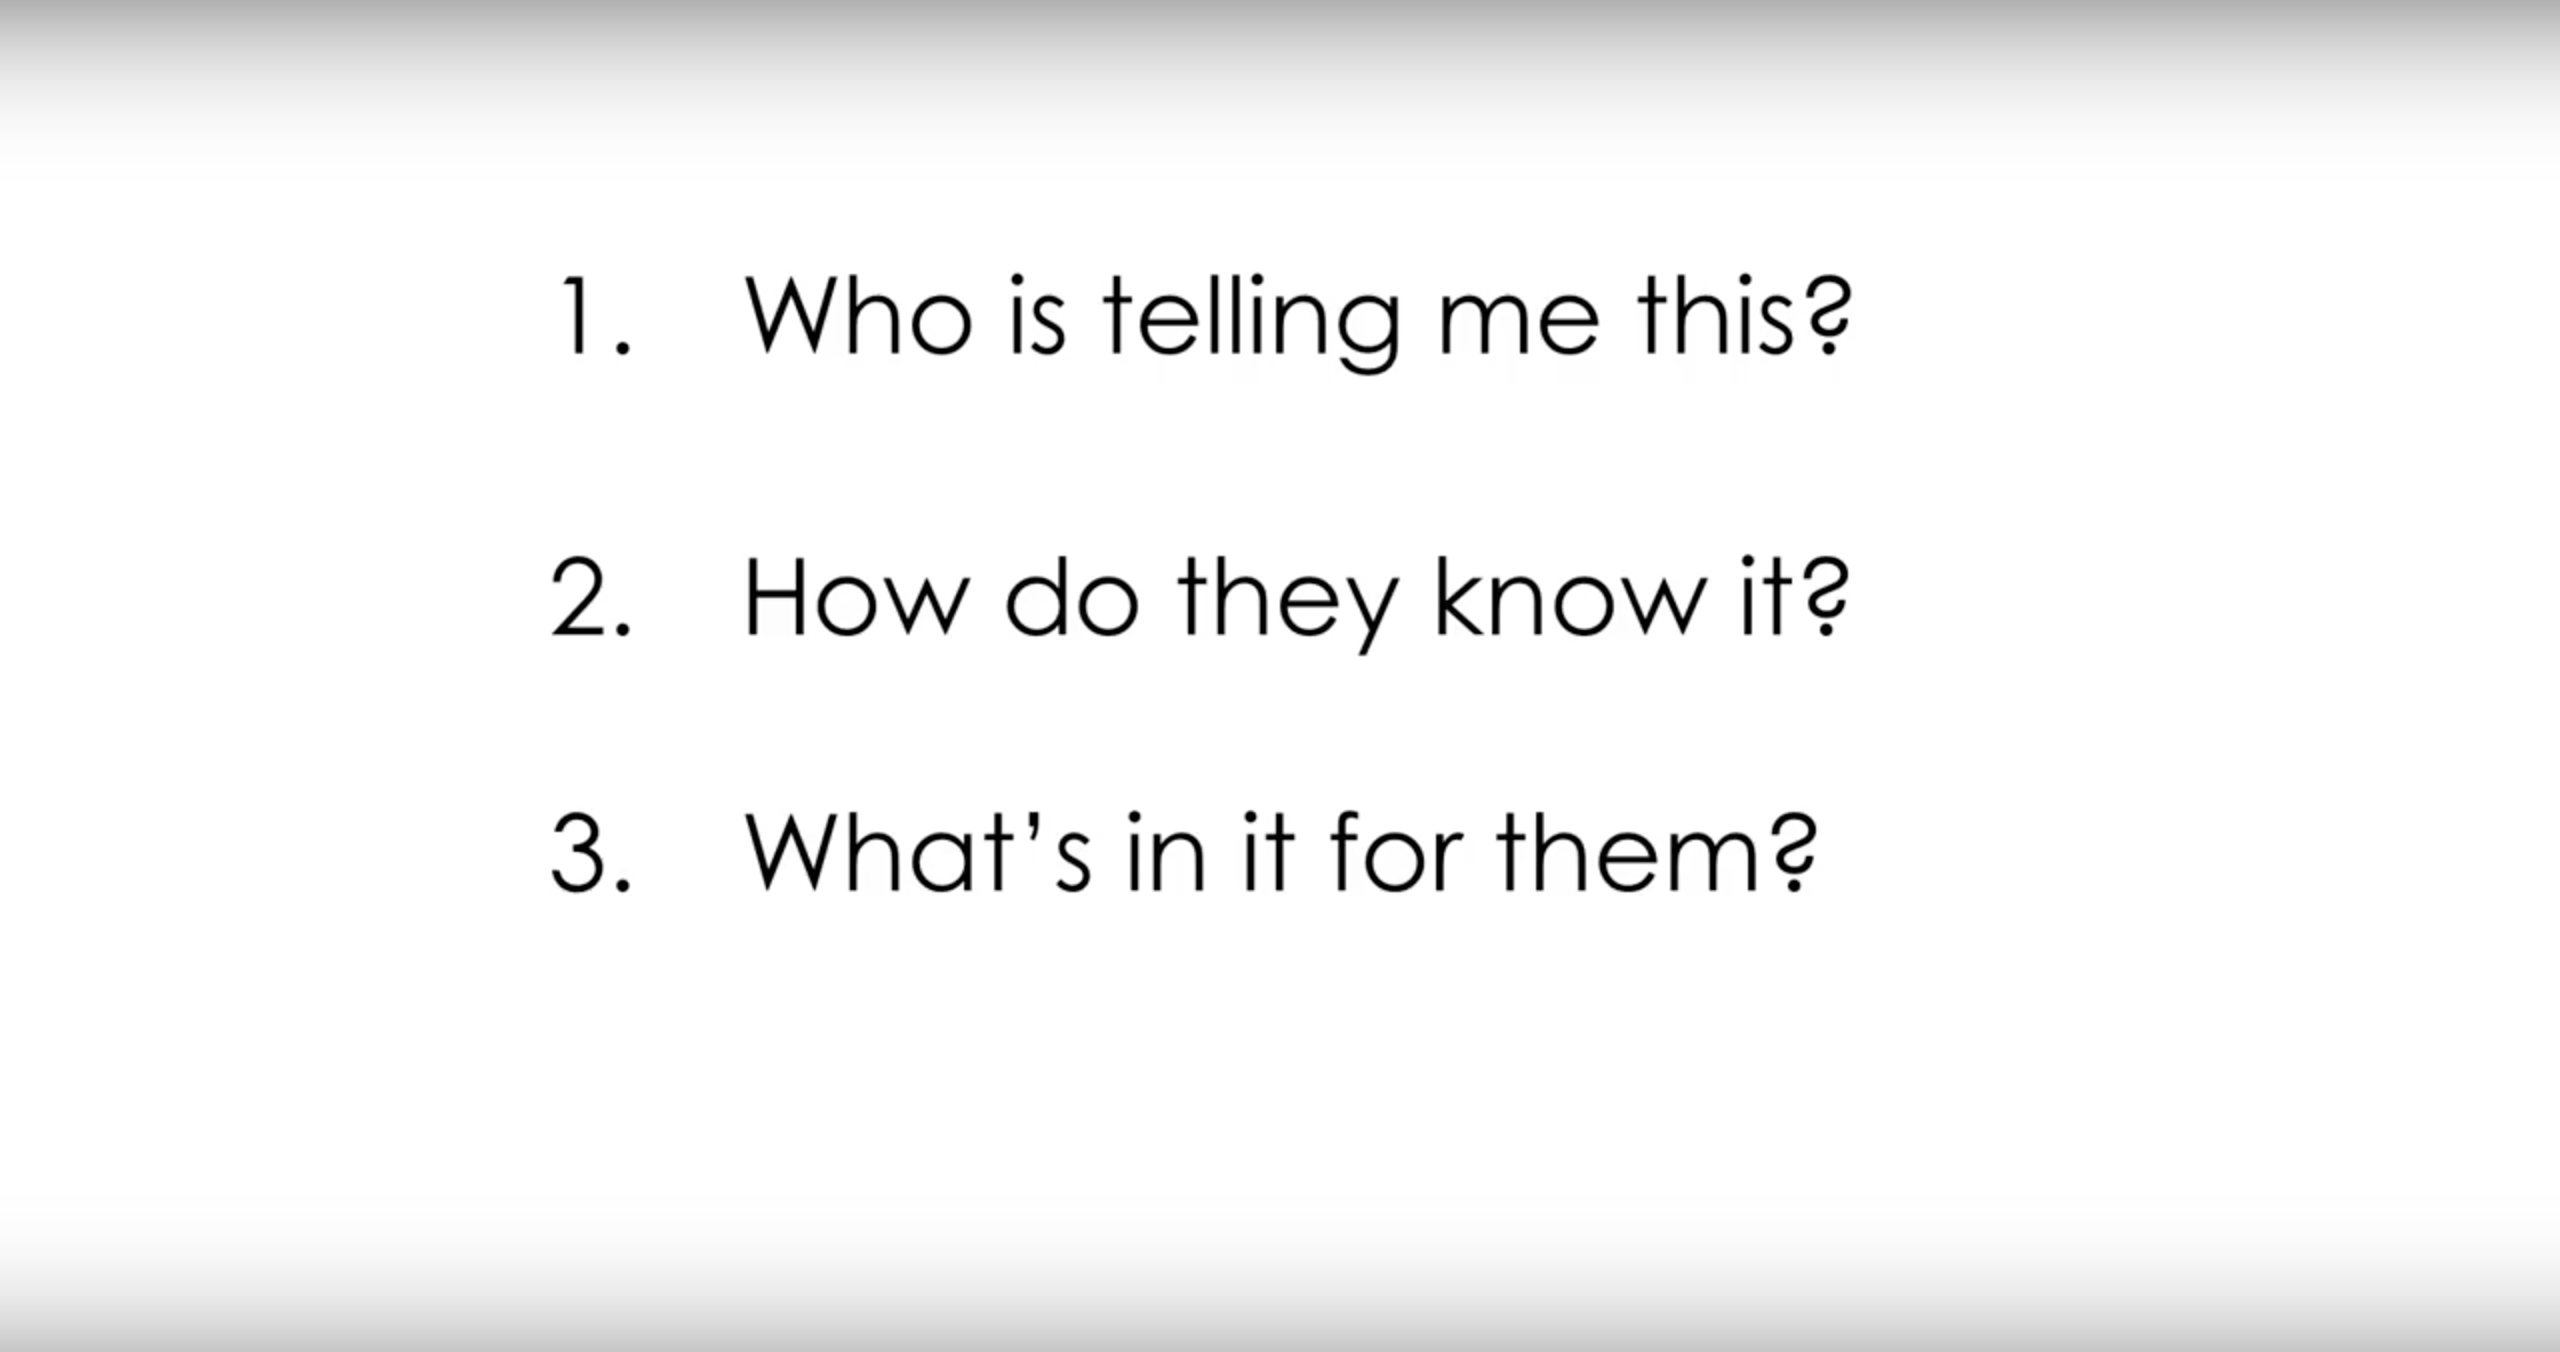 1. Who is telling me this?
2. How do they know it?
3. What’s in it for them?